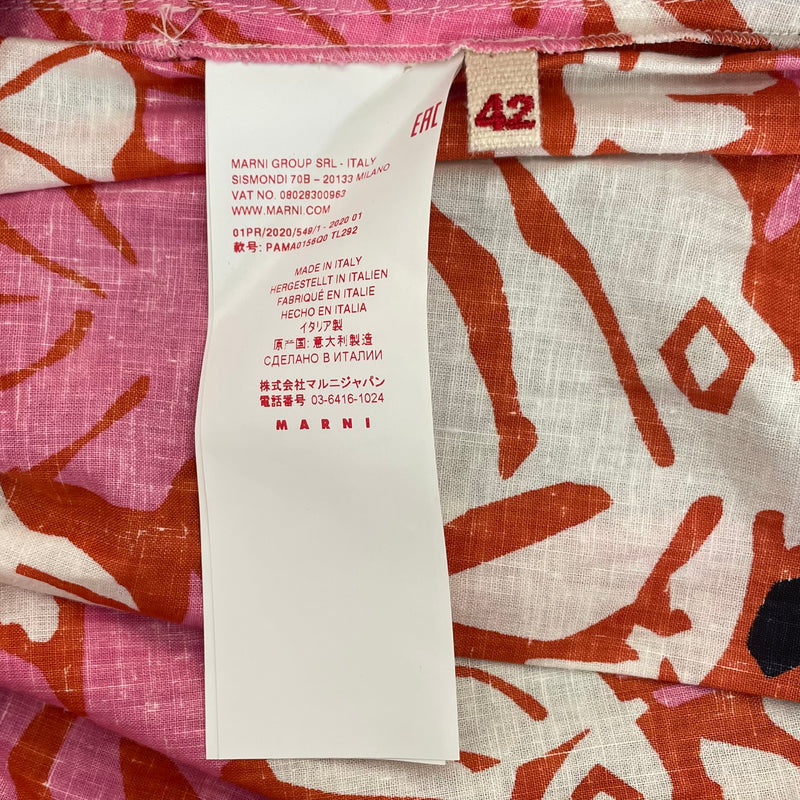 EAC
42
MARNI GROUP SRL - ITALY
SISMONDI 70B - 20133 MILANO
VAT NO. 08028300963
WWW.MARNI.COM
01PR/2020/549/1 - 2020 01
款号: PAMA0156Q0 TL292
MADE IN ITALY
HERGESTELLT IN ITALIEN
FABRIQUÉ EN ITALIE
HECHO EN ITALIA
イタリア製
原产国: 意大利製造
СДЕЛАНО В ИТАЛИИ
株式会社マルニジャパン
電話番号 03-6416-1024
MARNI